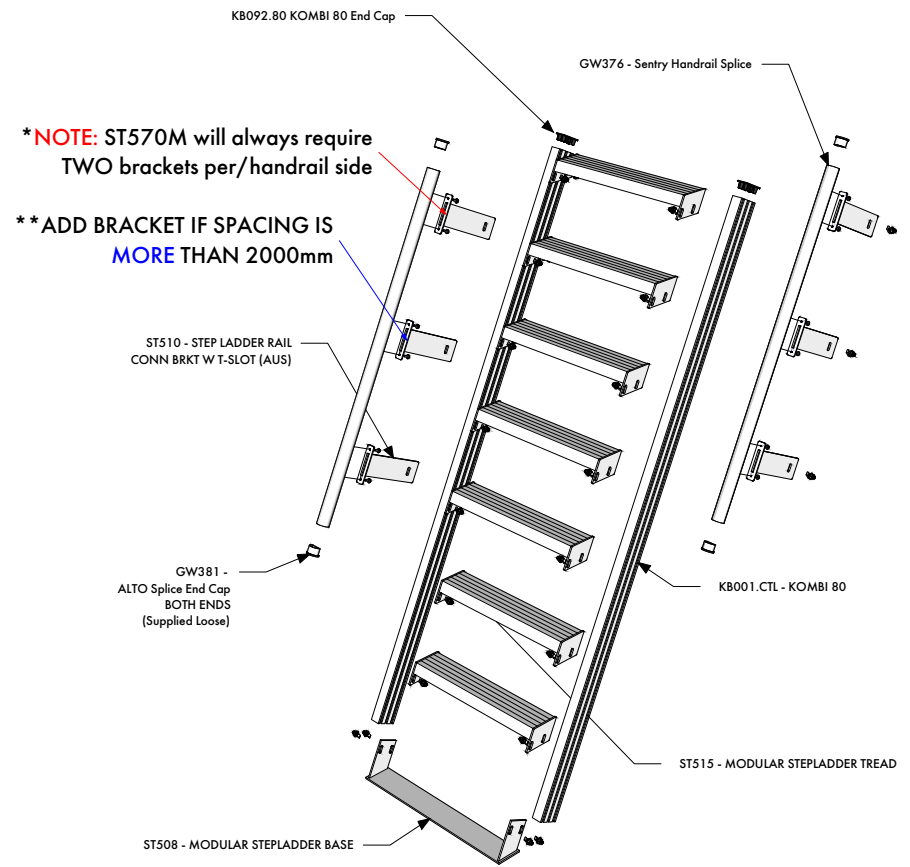 KB092.80 KOMBI 80 End Cap
GW376 - Sentry Handrail Splice
*NOTE: ST570M will always require
TWO brackets per/handrail side
**ADD BRACKET IF SPACING IS
MORE THAN 2000mm
ST510 - STEP LADDER RAIL
CONN BRKT W T-SLOT (AUS)
GW381 -
ALTO Splice End Cap
BOTH ENDS
(Supplied Loose)
KB001.CTL - KOMBI 80
ST515 - MODULAR STEPLADDER TREAD
ST508 - MODULAR STEPLADDER BASE